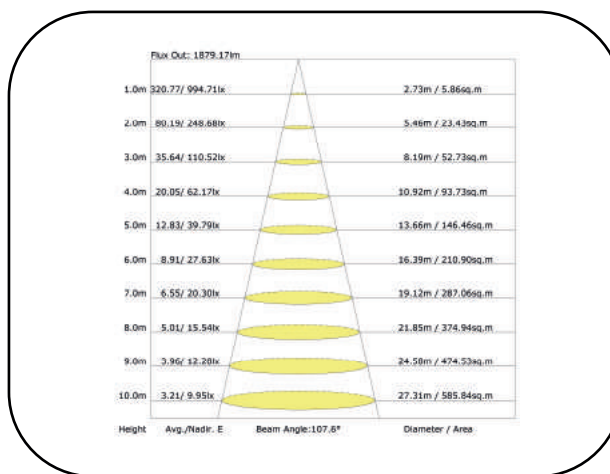 Flux Out: 1879.17lm
1.0m 320.77/ 994.71lx 2.73m / 5.86sq.m
2.0m 80.19/ 248.68lx 5.46m / 23.43sq.m
3.0m 35.64/ 110.52lx 8.19m / 52.73sq.m
4.0m 20.05/ 62.17lx 10.92m / 93.73sq.m
5.0m 12.83/ 39.79lx 13.66m / 146.46sq.m
6.0m 8.91/ 27.63lx 16.39m / 210.90sq.m
7.0m 6.55/ 20.30lx 19.12m / 287.06sq.m
8.0m 5.01/ 15.54lx 21.85m / 374.94sq.m
9.0m 3.96/ 12.28lx 24.58m / 474.53sq.m
10.0m 3.21/ 9.95lx 27.31m / 585.84sq.m
Height Avg./Nadir. E Beam Angle:107.6° Diameter / Area